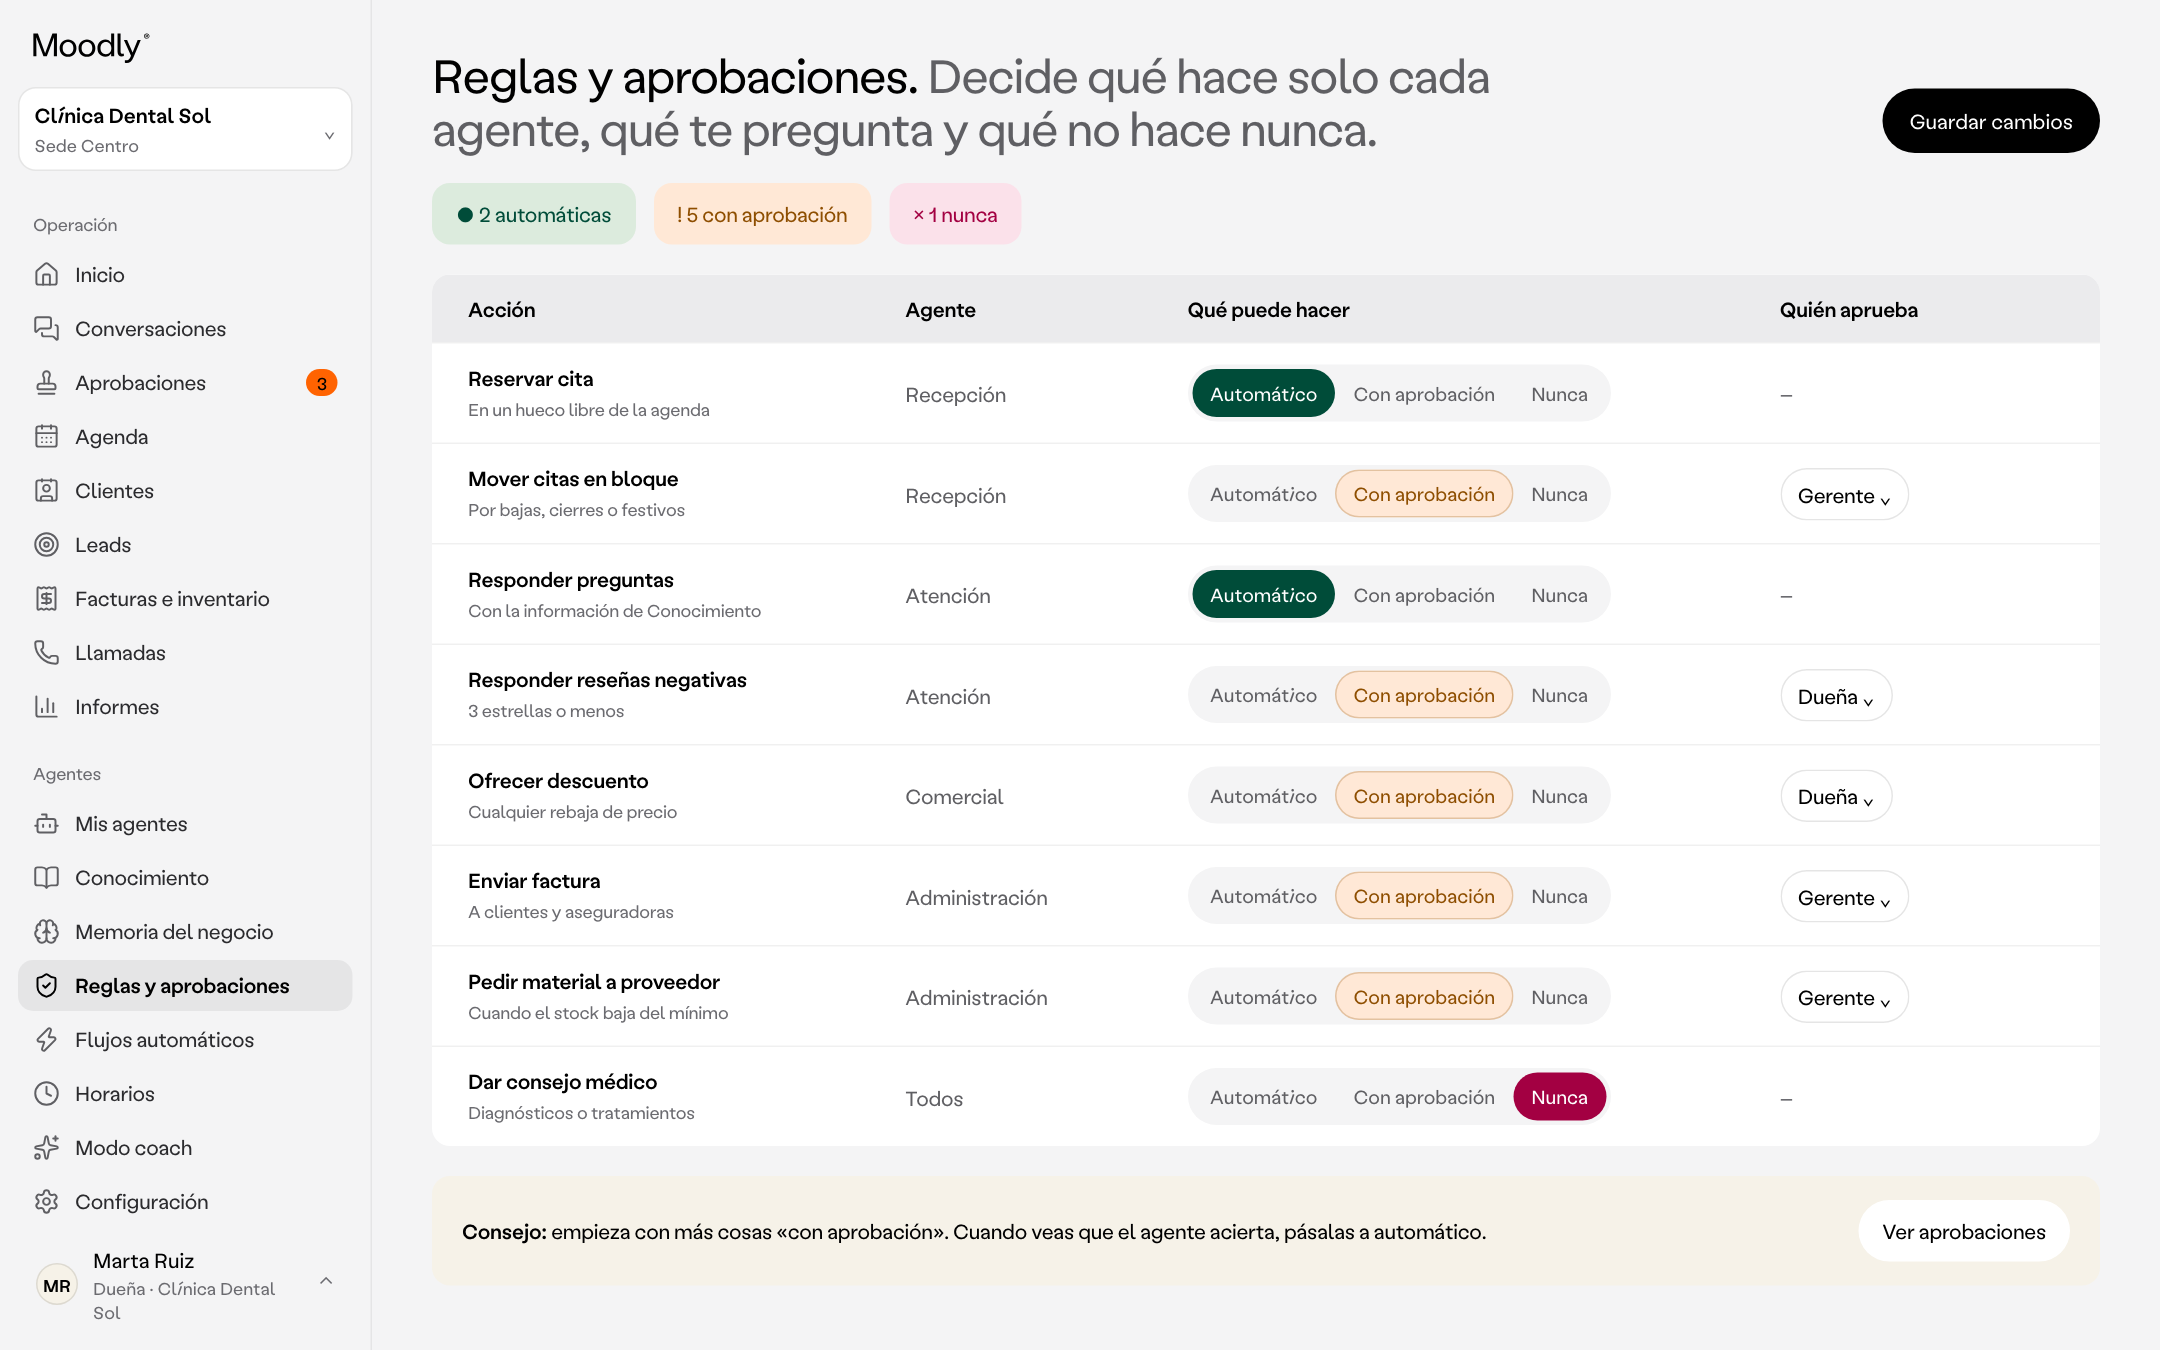 Moodly®
Clínica Dental Sol
Sede Centro
Operación
Inicio
Conversaciones
Aprobaciones 3
Agenda
Clientes
Leads
Facturas e inventario
Llamadas
Informes
Agentes
Mis agentes
Conocimiento
Memoria del negocio
Reglas y aprobaciones
Flujos automáticos
Horarios
Modo coach
Configuración
MR
Marta Ruiz
Dueña · Clínica Dental
Sol
Reglas y aprobaciones. Decide qué hace solo cada
agente, qué te pregunta y qué no hace nunca.
Guardar cambios
● 2 automáticas
! 5 con aprobación
× 1 nunca
Acción Agente Qué puede hacer Quién aprueba
Reservar cita
En un hueco libre de la agenda
Recepción
Automático Con aprobación Nunca
–
Mover citas en bloque
Por bajas, cierres o festivos
Recepción
Automático Con aprobación Nunca
Gerente
Responder preguntas
Con la información de Conocimiento
Atención
Automático Con aprobación Nunca
–
Responder reseñas negativas
3 estrellas o menos
Atención
Automático Con aprobación Nunca
Dueña
Ofrecer descuento
Cualquier rebaja de precio
Comercial
Automático Con aprobación Nunca
Dueña
Enviar factura
A clientes y aseguradoras
Administración
Automático Con aprobación Nunca
Gerente
Pedir material a proveedor
Cuando el stock baja del mínimo
Administración
Automático Con aprobación Nunca
Gerente
Dar consejo médico
Diagnósticos o tratamientos
Todos
Automático Con aprobación Nunca
–
Consejo: empieza con más cosas «con aprobación». Cuando veas que el agente acierta, pásalas a automático.
Ver aprobaciones